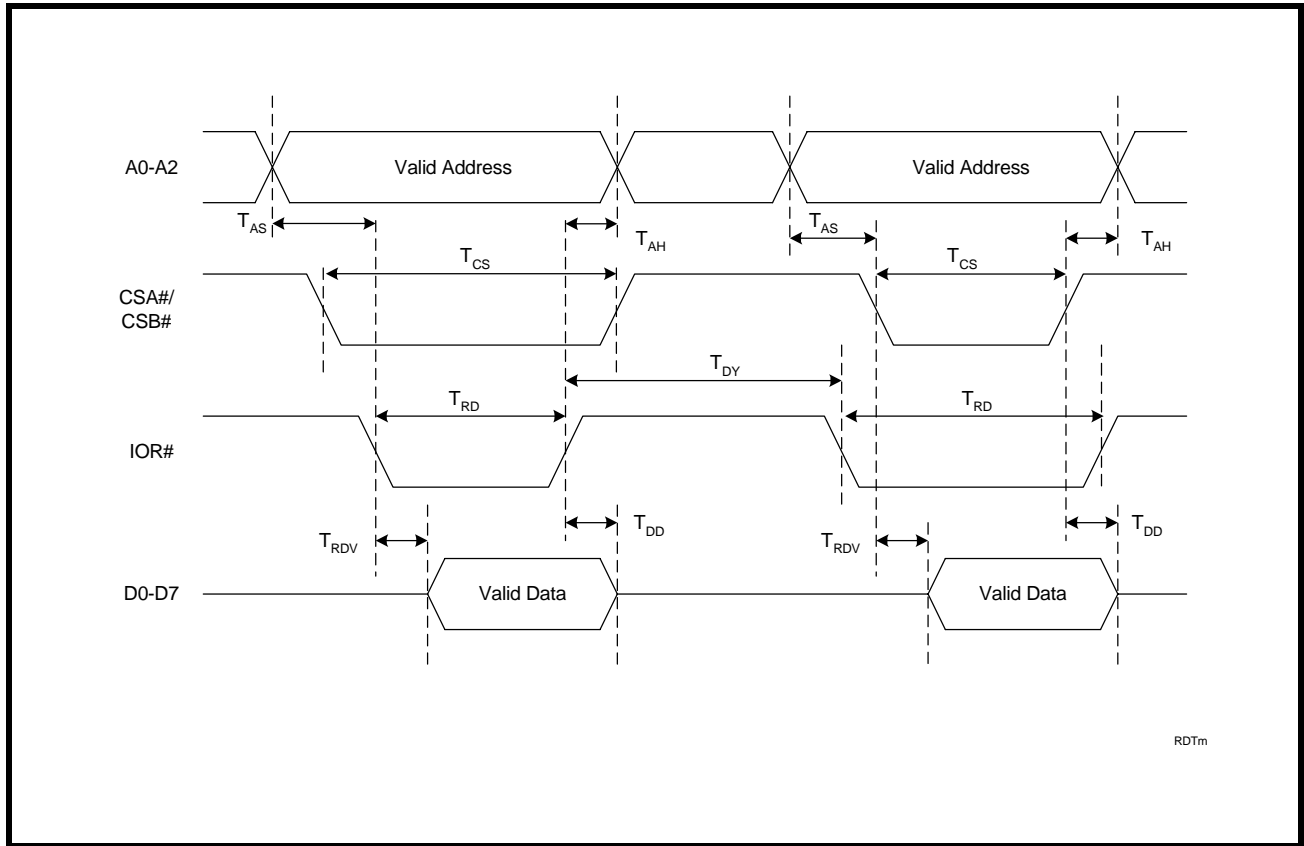 A0-A2
Valid Address
Valid Address
TAS
TAH
TAS
TAH
TCS
TCS
CSA#/
CSB#
TDY
TRD
TRD
IOR#
TRDV
TDD
TRDV
TDD
D0-D7
Valid Data
Valid Data
RDTm